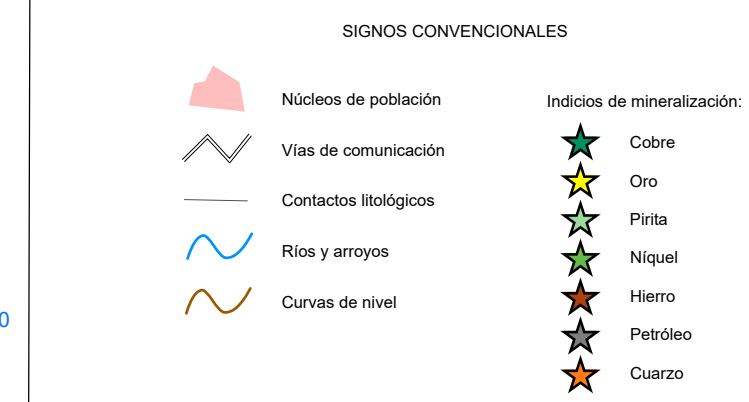 SIGNOS CONVENCIONALES
Núcleos de población
Vías de comunicación
Contactos litológicos
Ríos y arroyos
Curvas de nivel
Indicios de mineralización:
Cobre
Oro
Pirita
Níquel
Hierro
Petróleo
Cuarzo
0